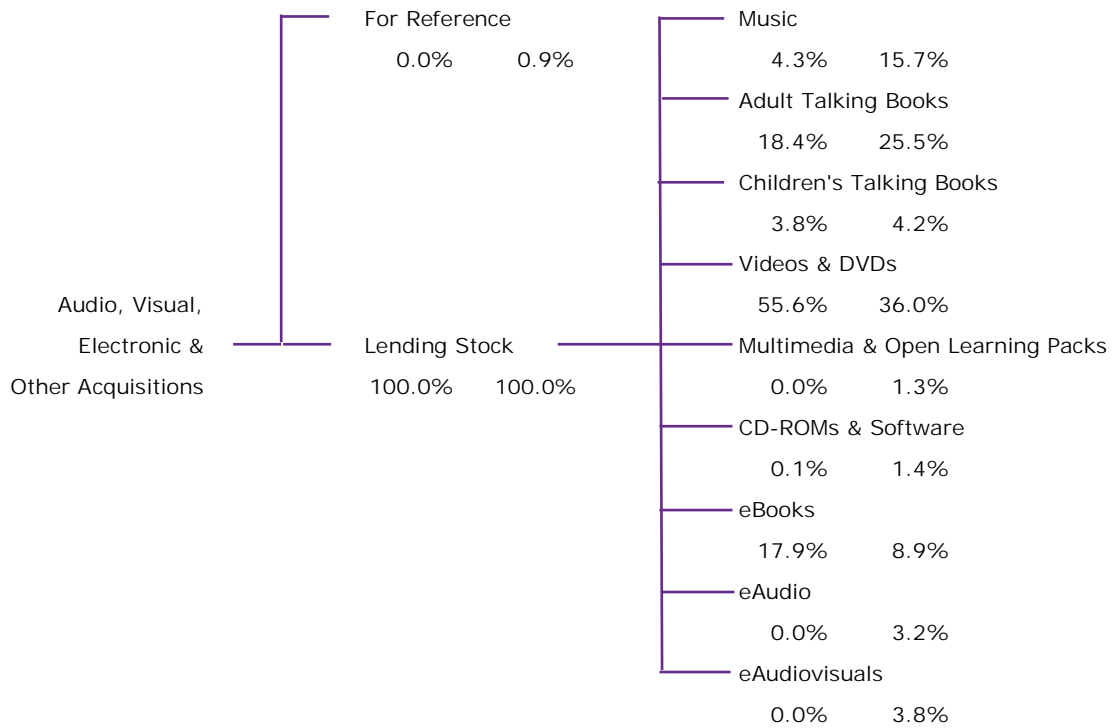 For Reference
0.0% 0.9%
Audio, Visual,
Electronic &
Other Acquisitions
Lending Stock
100.0% 100.0%
Music
4.3% 15.7%
Adult Talking Books
18.4% 25.5%
Children's Talking Books
3.8% 4.2%
Videos & DVDs
55.6% 36.0%
Multimedia & Open Learning Packs
0.0% 1.3%
CD-ROMs & Software
0.1% 1.4%
eBooks
17.9% 8.9%
eAudio
0.0% 3.2%
eAudiovisuals
0.0% 3.8%